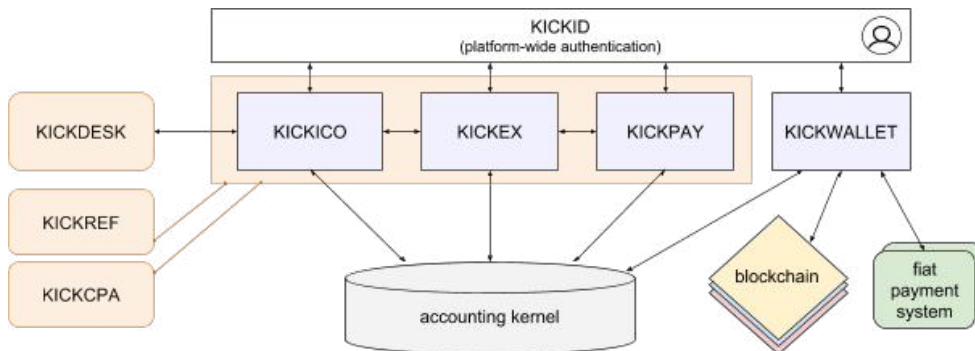 KICKID
(platform-wide authentication)
KICKDESK
KICKICO
KICKEX
KICKPAY
KICKWALLET
KICKREF
KICKCPA
accounting kernel
blockchain
fiat
payment
system